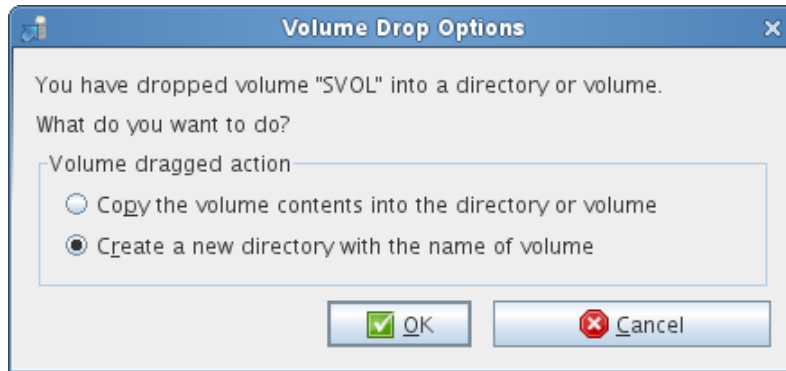 Volume Drop Options
You have dropped volume "SVOL" into a directory or volume.
What do you want to do?
Volume dragged action
Copy the volume contents into the directory or volume
Create a new directory with the name of volume
OK
Cancel